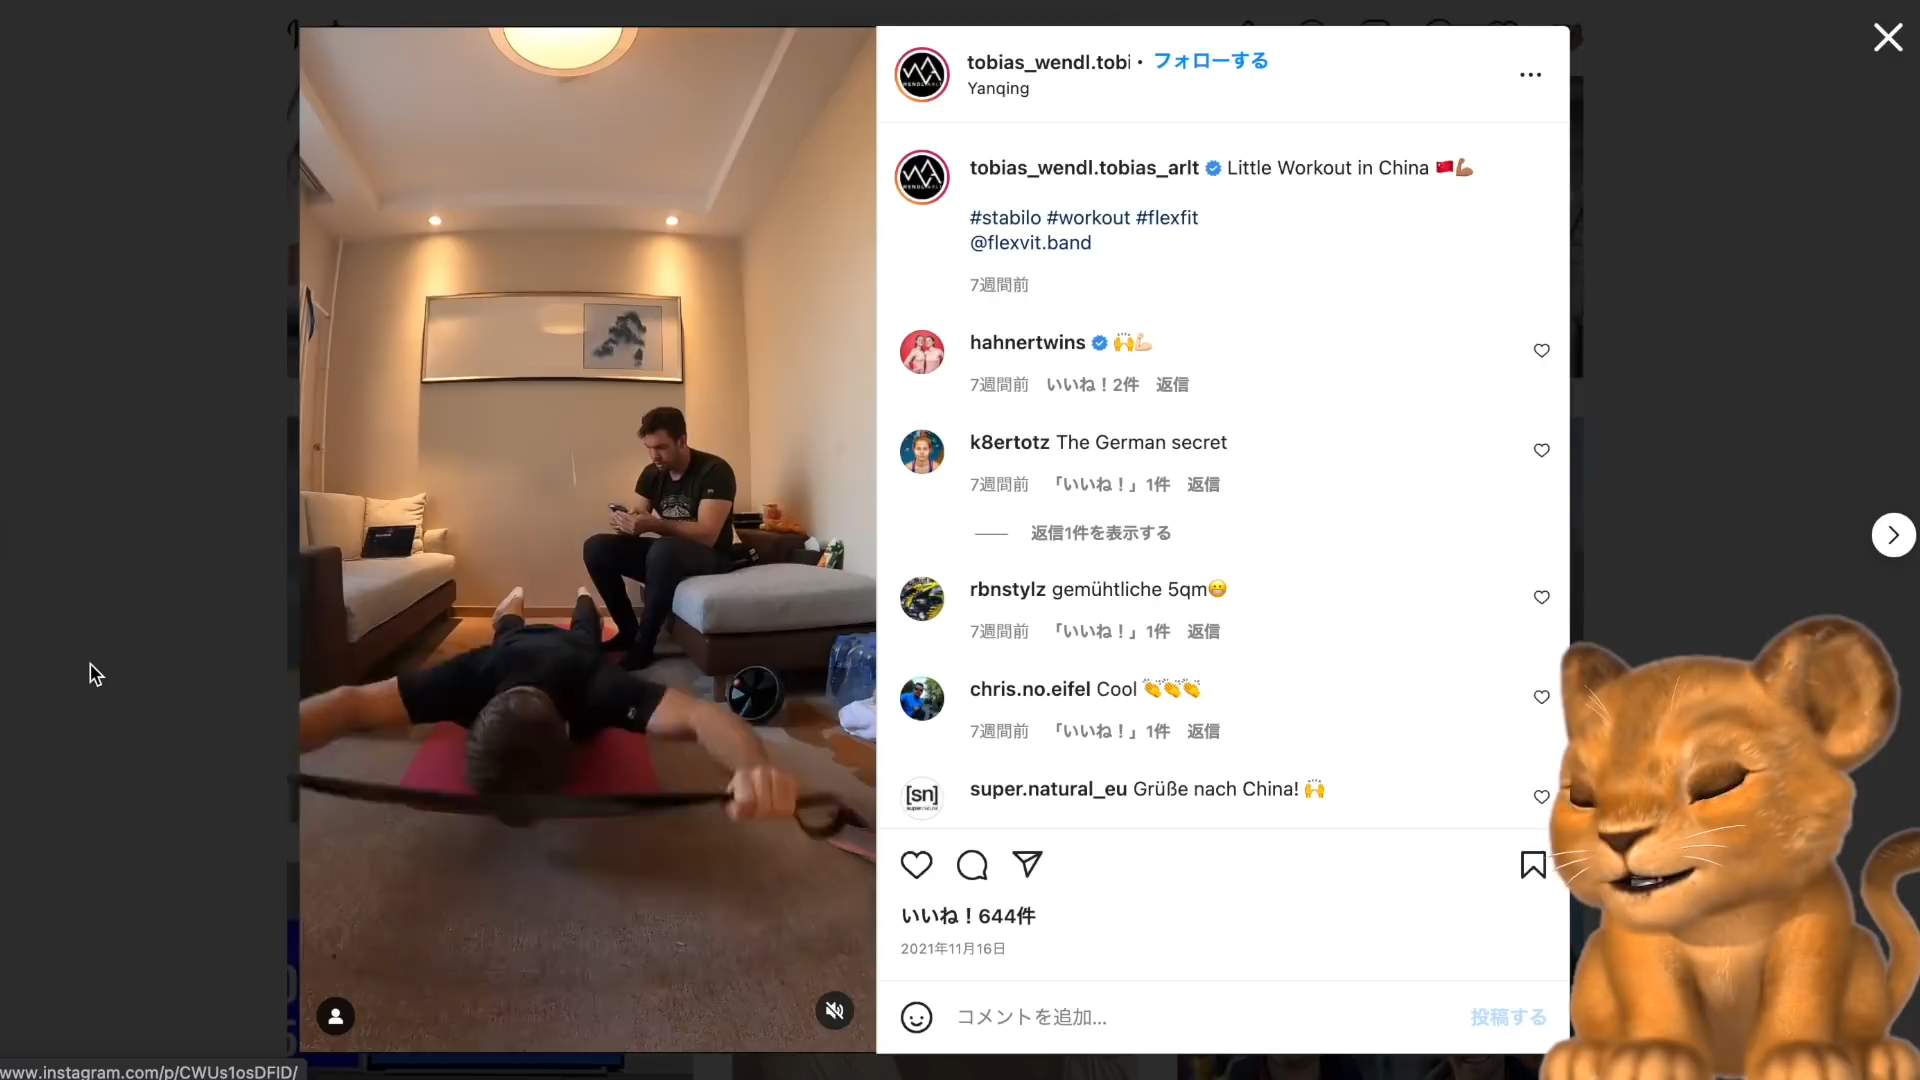 tobias_wendl.tobi • フォローする
Yanqing
tobias_wendl.tobias_arlt Little Workout in China 🇨🇳💪🏾
#stabilo #workout #flexfit
@flexvit.band
7週間前
hahnertwins 🙌💪🏻
7週間前 いいね！2件 返信
k8ertotz The German secret
7週間前 「いいね！」1件 返信
返信1件を表示する
rbnstylz gemühtliche 5qm😬
7週間前 「いいね！」1件 返信
chris.no.eifel Cool 👏👏👏
7週間前 「いいね！」1件 返信
[sn]
super.natural_eu Grüße nach China! 🙌
いいね！644件
2021年11月16日
コメントを追加...
投稿する
www.instagram.com/p/CWUs1osDFID/